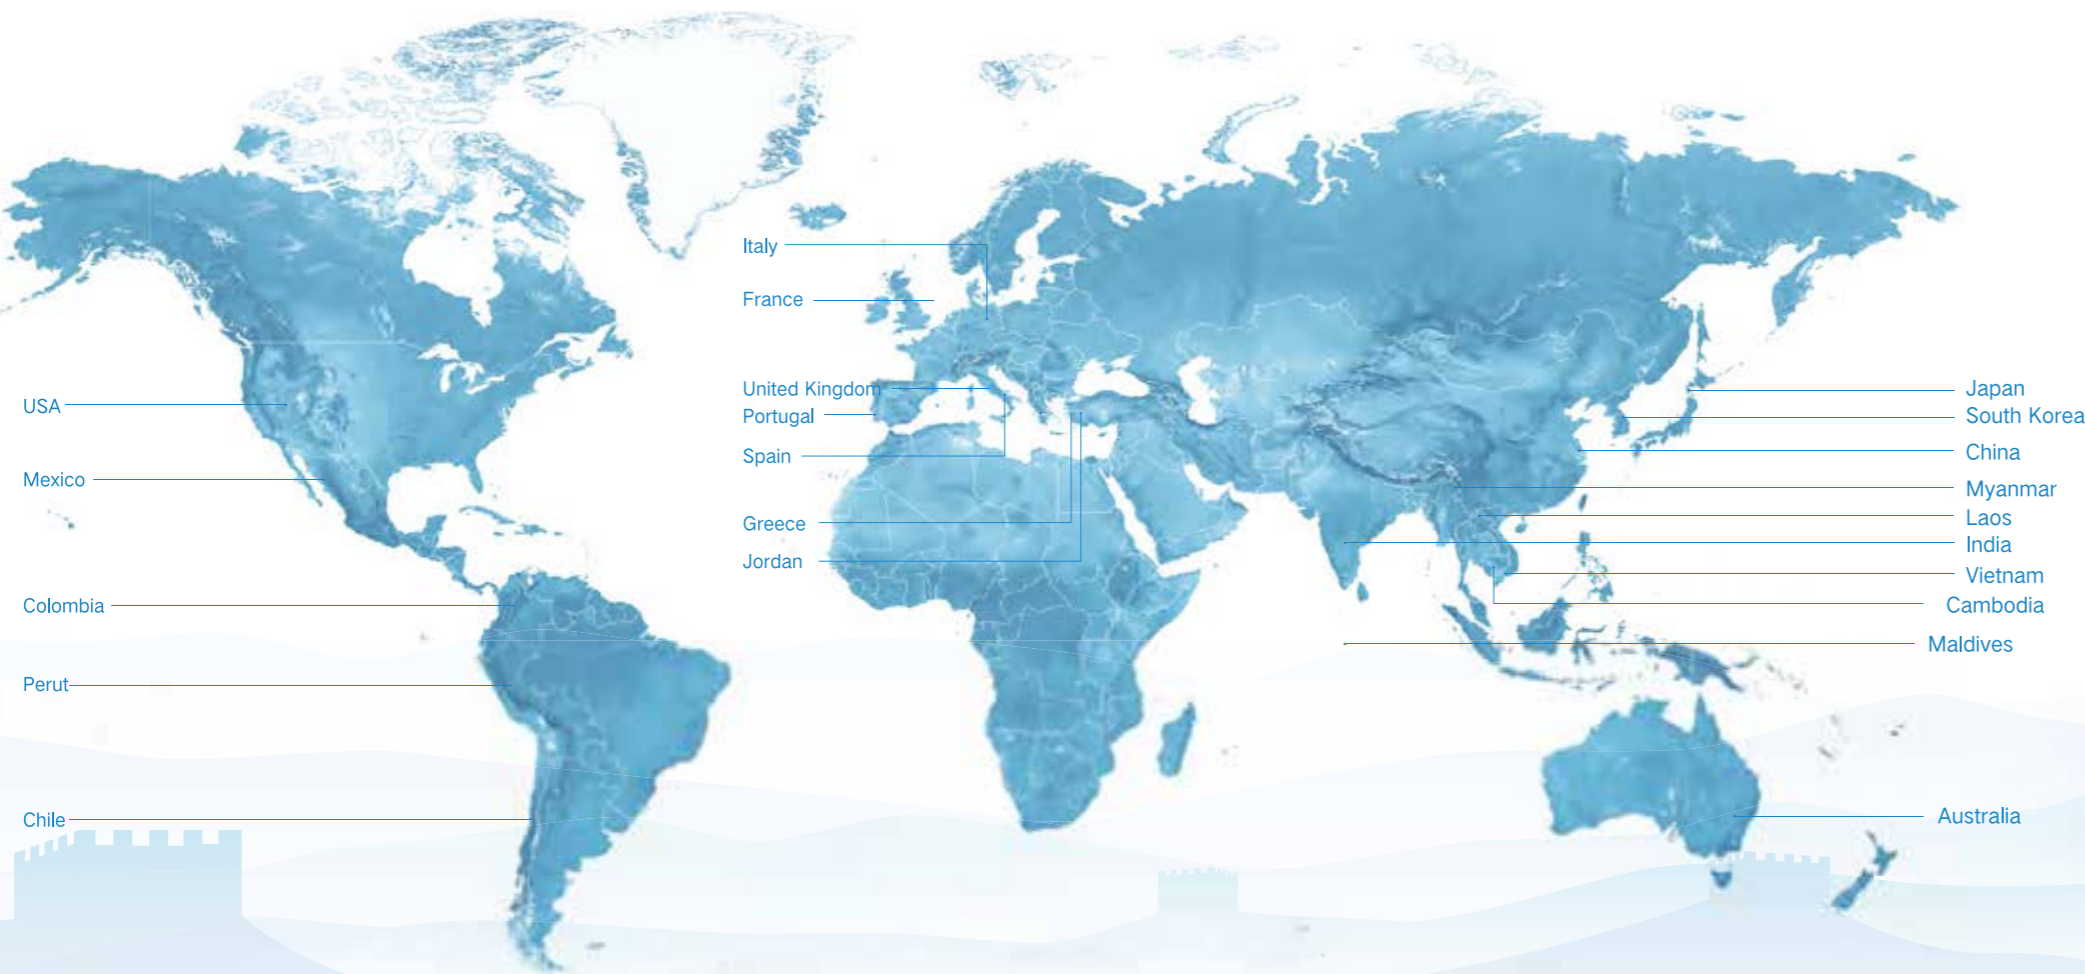 USA
Mexico
Colombia
Perut
Chile
Italy
France
United Kingdom
Portugal
Spain
Greece
Jordan
Japan
South Korea
China
Myanmar
Laos
India
Vietnam
Cambodia
Maldives
Australia